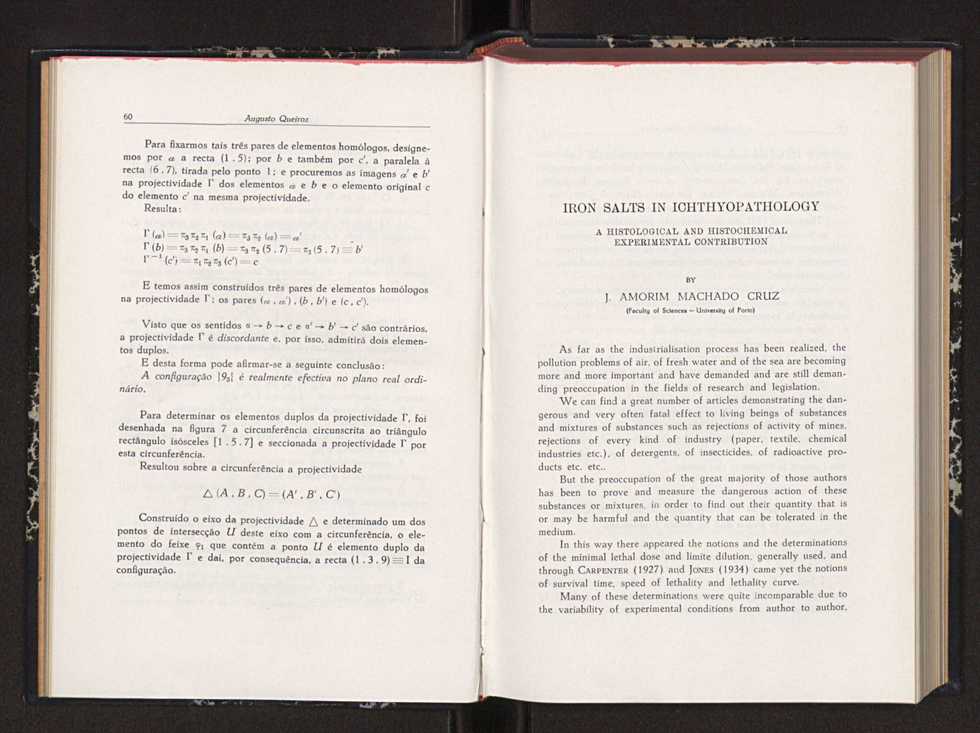 60 Augusto Queiroz
Para fixarmos tais três pares de elementos homólogos, designe-
mos por a a recta (1 . 5); por b e também por c', a paralela à
recta (6 . 7), tirada pelo ponto 1; e procuremos as imagens a' e b'
na projectividade Γ dos elementos a e b e o elemento original c
do elemento c' na mesma projectividade.
Resulta:
Γ (a) = π₃ π₂ π₁ (a) = π₃ π₂ (a) = a'
Γ (b) = π₃ π₂ π₁ (b) = π₃ π₂ (5 . 7) = π₃ (5 . 7) ≡ b'
Γ⁻¹ (c') = π₁ π₂ π₃ (c') = c
E temos assim construídos três pares de elementos homólogos
na projectividade Γ: os pares (a , a') , (b , b') e (c , c').
Visto que os sentidos a → b → c e a' → b' → c' são contrários,
a projectividade Γ é discordante e, por isso, admitirá dois elemen-
tos duplos.
E desta forma pode afirmar-se a seguinte conclusão:
A configuração |9₃| é realmente efectiva no plano real ordi-
nário.
Para determinar os elementos duplos da projectividade Γ, foi
desenhada na figura 7 a circunferência circunscrita ao triângulo
rectângulo isósceles [1 . 5 . 7] e seccionada a projectividade Γ por
esta circunferência.
Resultou sobre a circunferência a projectividade
△ (A , B , C) = (A' , B' , C')
Construído o eixo da projectividade △ e determinado um dos
pontos de intersecção U deste eixo com a circunferência, o ele-
mento do feixe φ₁ que contém a ponto U é elemento duplo da
projectividade Γ e daí, por consequência, a recta (1 . 3 . 9) ≡ I da
configuração.
IRON SALTS IN ICHTHYOPATHOLOGY
A HISTOLOGICAL AND HISTOCHEMICAL
EXPERIMENTAL CONTRIBUTION
BY
J. AMORIM MACHADO CRUZ
(Faculty of Sciences — University of Porto)
As far as the industrialisation process has been realized, the
pollution problems of air, of fresh water and of the sea are becoming
more and more important and have demanded and are still deman-
ding preoccupation in the fields of research and legislation.
We can find a great number of articles demonstrating the dan-
gerous and very often fatal effect to living beings of substances
and mixtures of substances such as rejections of activity of mines,
rejections of every kind of industry (paper, textile, chemical
industries etc.), of detergents, of insecticides, of radioactive pro-
ducts etc. etc..
But the preoccupation of the great majority of those authors
has been to prove and measure the dangerous action of these
substances or mixtures, in order to find out their quantity that is
or may be harmful and the quantity that can be tolerated in the
medium.
In this way there appeared the notions and the determinations
of the minimal lethal dose and limite dilution, generally used, and
through CARPENTER (1927) and JONES (1934) came yet the notions
of survival time, speed of lethality and lethality curve.
Many of these determinations were quite incomparable due to
the variability of experimental conditions from author to author,